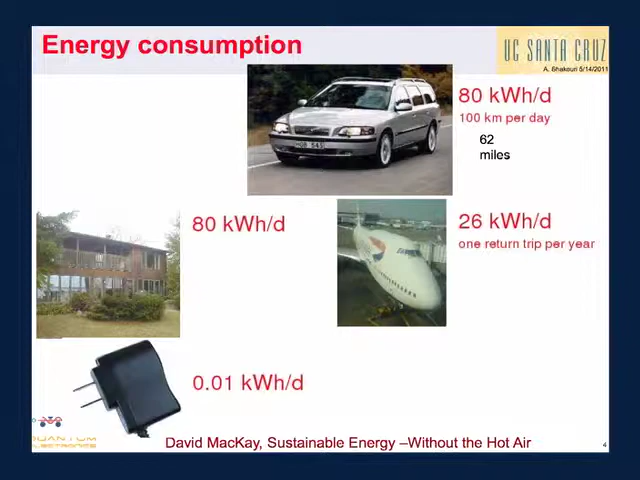 Energy consumption
UC SANTA CRUZ
A. Shakouri 5/14/2011
80 kWh/d
100 km per day
62
miles
80 kWh/d
26 kWh/d
one return trip per year
0.01 kWh/d
QUANTUM
ELECTRONICS
David MacKay, Sustainable Energy –Without the Hot Air
4